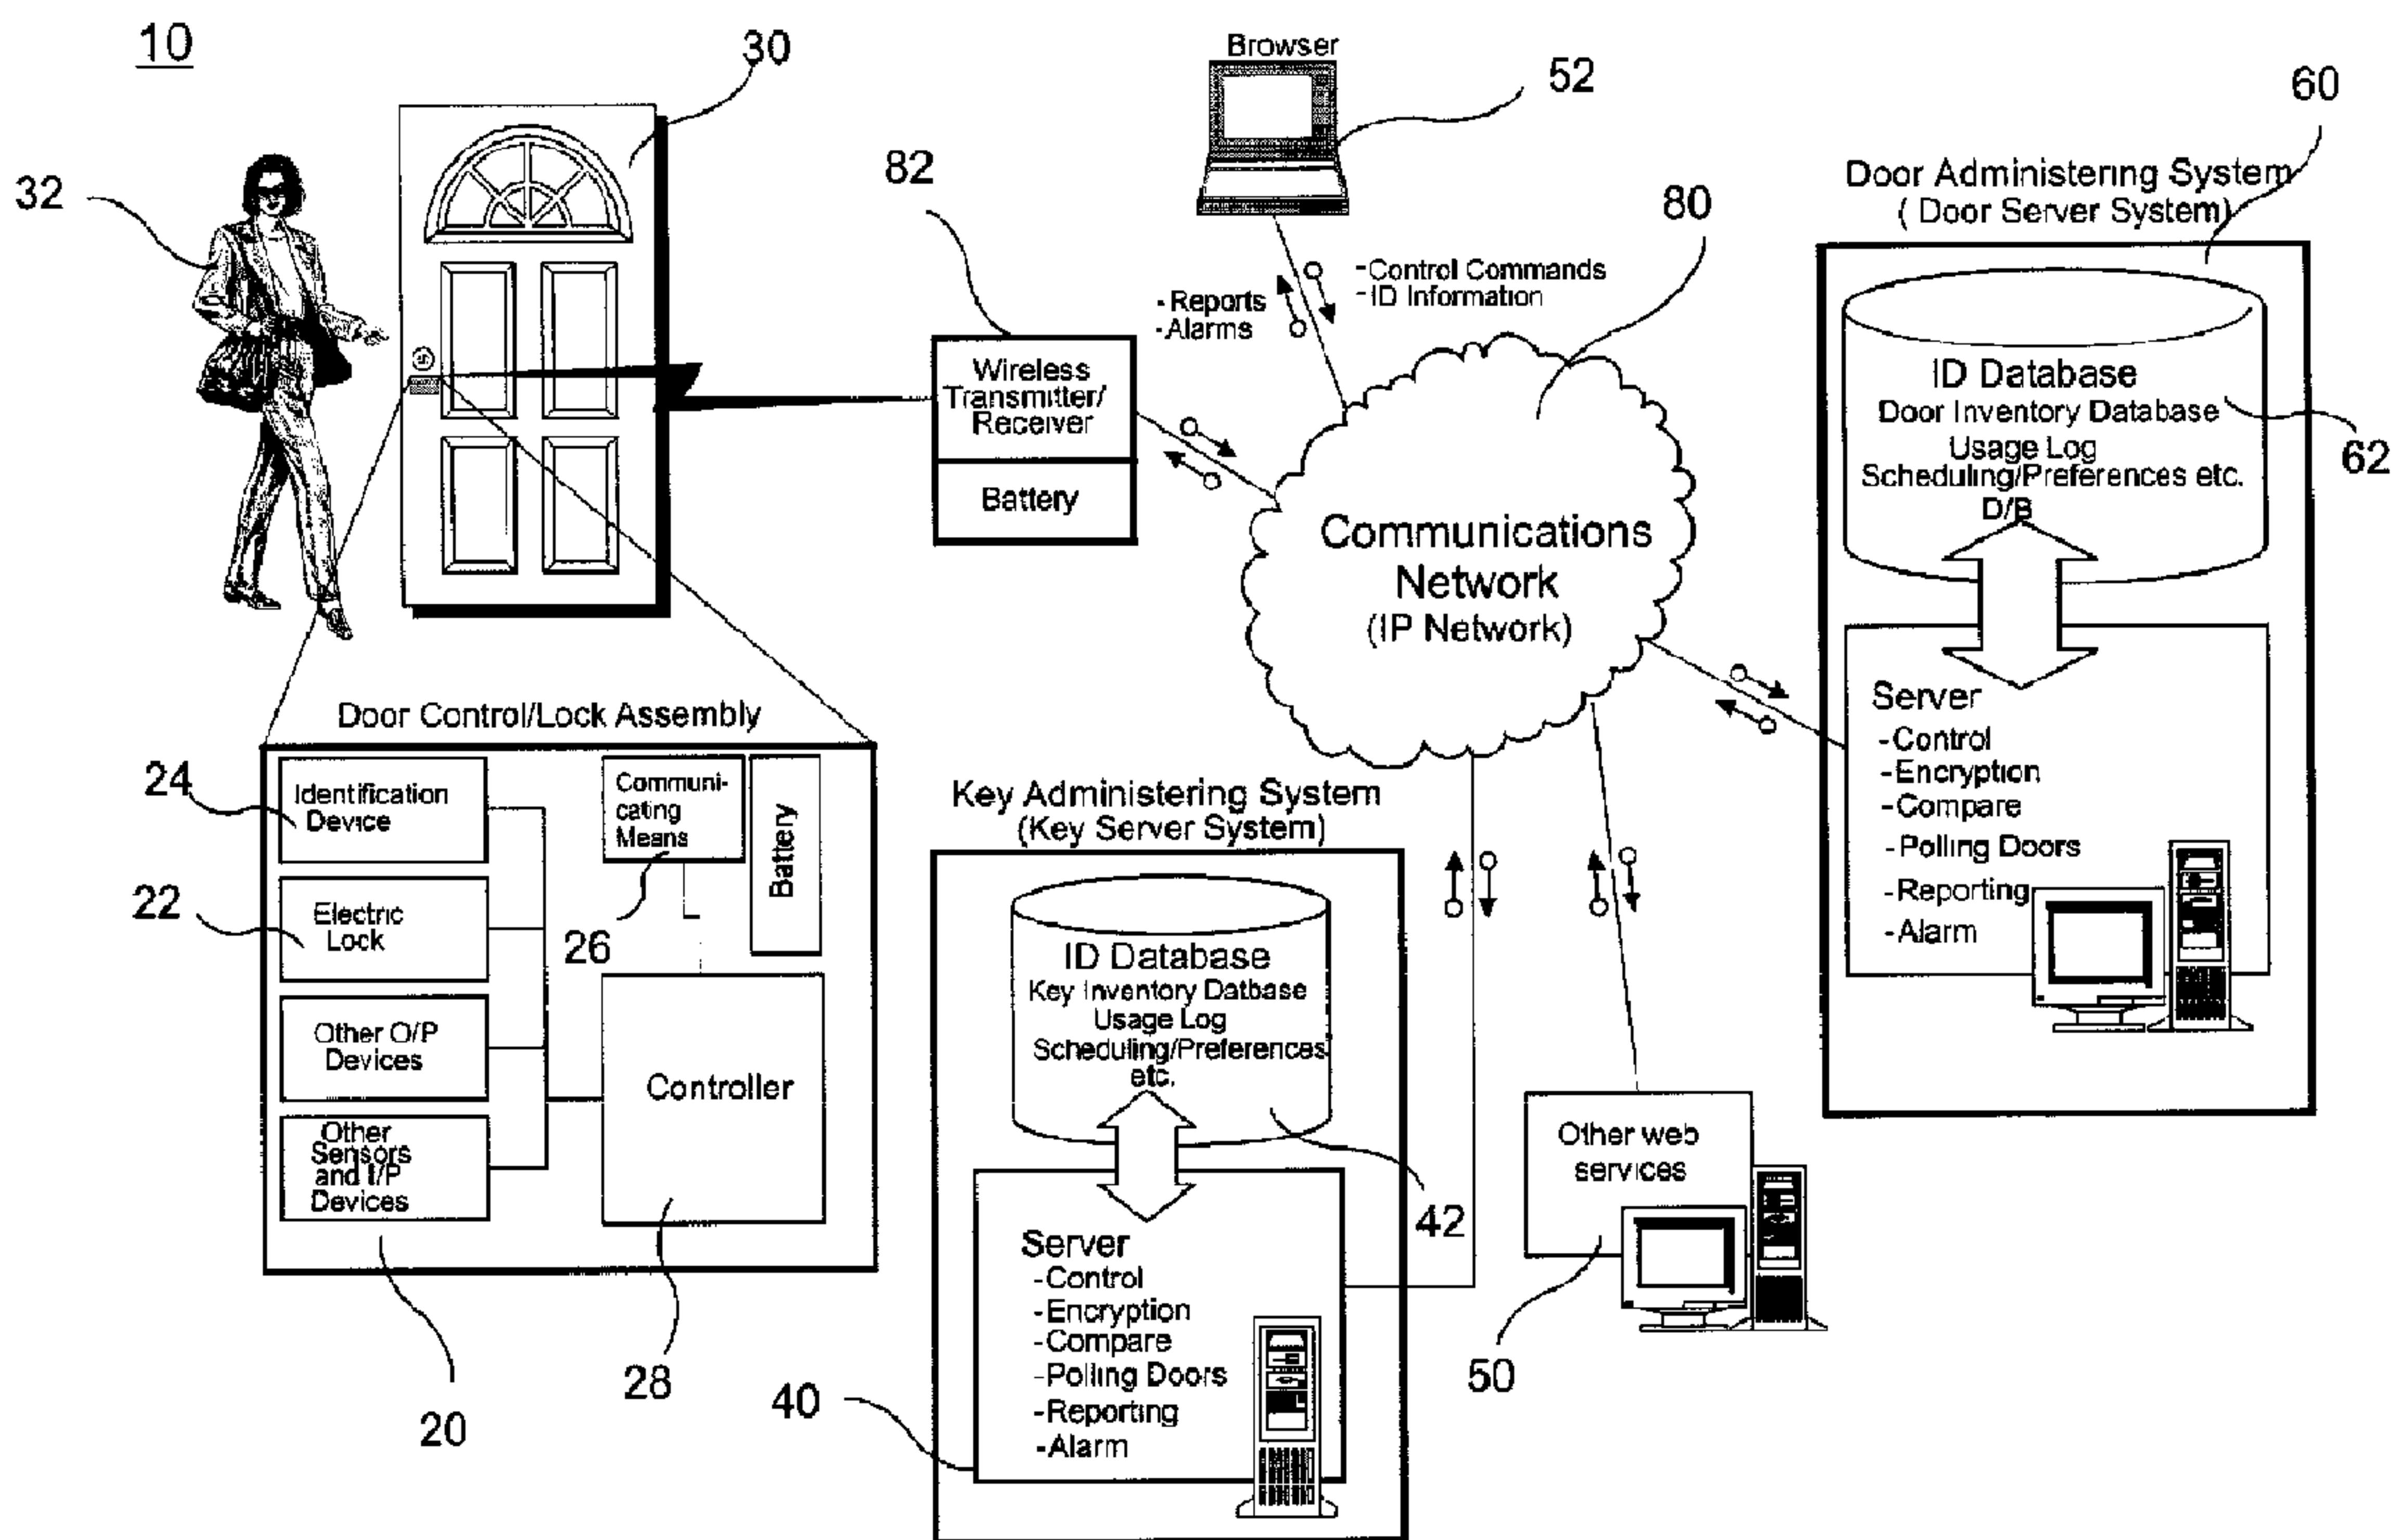 10
30
32
82
Browser
52
80
60
-Reports
-Alarms
-Control Commands
-ID Information
Wireless
Transmitter/
Receiver
Battery
Communications
Network
(IP Network)
Door Administering System
( Door Server System)
ID Database
Door Inventory Database
Usage Log
Scheduling/Preferences etc.
D/B
62
Server
-Control
-Encryption
-Compare
-Polling Doors
-Reporting
-Alarm
Door Control/Lock Assembly
24
Identification
Device
22
Electric
Lock
Other O/P
Devices
Other
Sensors
and I/P
Devices
Communi-
cating
Means
26
Battery
Controller
28
20
Key Administering System
(Key Server System)
ID Database
Key Inventory Datbase
Usage Log
Scheduling/Preferences
etc.
42
Server
-Control
-Encryption
-Compare
-Polling Doors
-Reporting
-Alarm
40
Other web
services
50